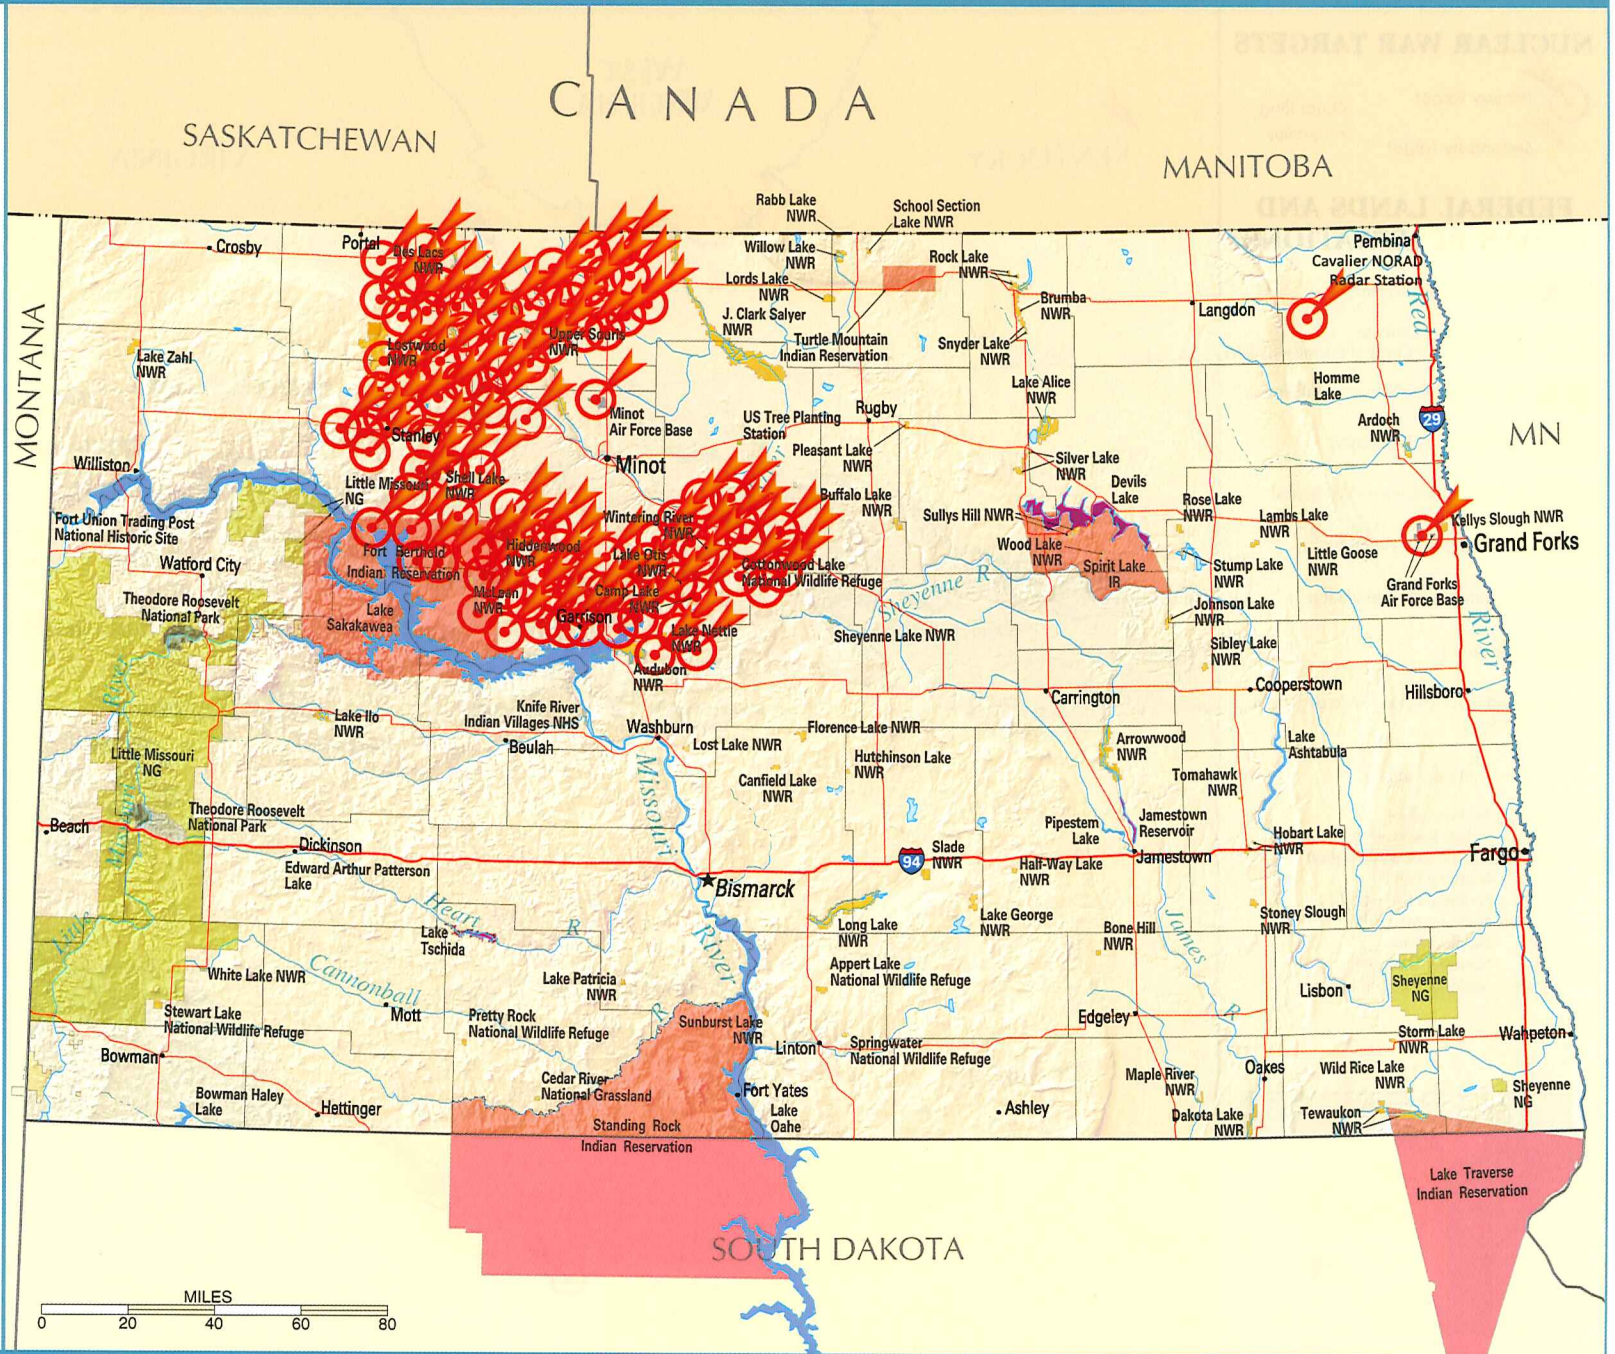 CANADA
SASKATCHEWAN
MANITOBA
MONTANA
MN
SOUTH DAKOTA
NUCLEAR WAR TARGETS
FEDERAL LANDS AND
Rabb Lake
NWR
School Section
Lake NWR
Crosby
Portal
Des Lacs
NWR
Willow Lake
NWR
Rock Lake
NWR
Pembina
Cavalier NORAD
Radar Station
Red
Lords Lake
NWR
Brumba
NWR
Langdon
J. Clark Salyer
NWR
Upper Souris
NWR
Turtle Mountain
Indian Reservation
Snyder Lake
NWR
Lostwood
NWR
Lake Zahl
NWR
Lake Alice
NWR
Homme
Lake
Minot
Air Force Base
US Tree Planting
Station
Rugby
Ardoch
NWR
29
Stanley
Pleasant Lake
NWR
Williston
Minot
Silver Lake
NWR
Little Missouri
NG
Shell Lake
NWR
Devils
Lake
Buffalo Lake
NWR
Rose Lake
NWR
Fort Union Trading Post
National Historic Site
Wintering River
NWR
Sullys Hill NWR
Lambs Lake
NWR
Kellys Slough NWR
Grand Forks
Fort Berthold
Indian Reservation
Hiddenwood
NWR
Lake Otis
NWR
Wood Lake
NWR
Little Goose
NWR
Watford City
Cottonwood Lake
National Wildlife Refuge
Spirit Lake
IR
Stump Lake
NWR
Grand Forks
Air Force Base
Sheyenne R
McLean
NWR
Camp Lake
NWR
Theodore Roosevelt
National Park
Lake
Sakakawea
Garrison
Johnson Lake
NWR
Lake Nettie
NWR
Sheyenne Lake NWR
Sibley Lake
NWR
River
Audubon
NWR
River
Carrington
Cooperstown
Hillsboro
Knife River
Indian Villages NHS
Lake Ilo
NWR
Washburn
Florence Lake NWR
Beulah
Lost Lake NWR
Arrowwood
NWR
Lake
Ashtabula
Little Missouri
NG
Hutchinson Lake
NWR
Canfield Lake
NWR
Tomahawk
NWR
Missouri
Missouri
Theodore Roosevelt
National Park
Beach
Pipestem
Lake
Jamestown
Reservoir
Hobart Lake
NWR
Dickinson
94
Slade
NWR
Jamestown
Fargo
Edward Arthur Patterson
Lake
Half-Way Lake
NWR
Bismarck
Heart
R
Lake
Tschida
Little
River
Long Lake
NWR
Lake George
NWR
Bone Hill
NWR
James
R
Stoney Slough
NWR
White Lake NWR
Cannonball
R
Lake Patricia
NWR
Appert Lake
National Wildlife Refuge
Lisbon
Sheyenne
NG
Stewart Lake
National Wildlife Refuge
Mott
Pretty Rock
National Wildlife Refuge
Sunburst Lake
NWR
Edgeley
Storm Lake
NWR
Wahpeton
Bowman
Linton
Springwater
National Wildlife Refuge
Cedar River
National Grassland
Fort Yates
Maple River
NWR
Oakes
Wild Rice Lake
NWR
Sheyenne
NG
Bowman Haley
Lake
Hettinger
Lake
Oahe
Ashley
Dakota Lake
NWR
Tewaukon
NWR
Standing Rock
Indian Reservation
Lake Traverse
Indian Reservation
MILES
0 20 40 60 80